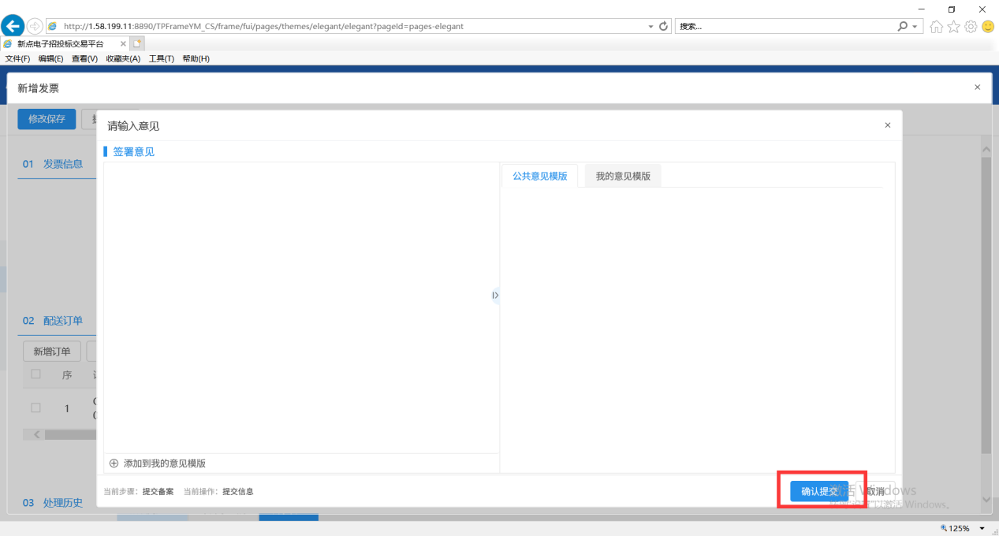 http://1.58.199.11:8890/TPFrameYM_CS/frame/fui/pages/themes/elegant/elegant?pageId=pages-elegant
搜索...
新点电子招投标交易平台
文件(F) 编辑(E) 查看(V) 收藏夹(A) 工具(T) 帮助(H)
新增发票
修改保存
请输入意见
签署意见
01 发票信息
公共意见模版 我的意见模版
02 配送订单
新增订单
序
1
添加到我的意见模版
当前步骤: 提交备案 当前操作: 提交信息
确认提交 取消
激活 Windows
以激活 Windows。
03 处理历史
125%